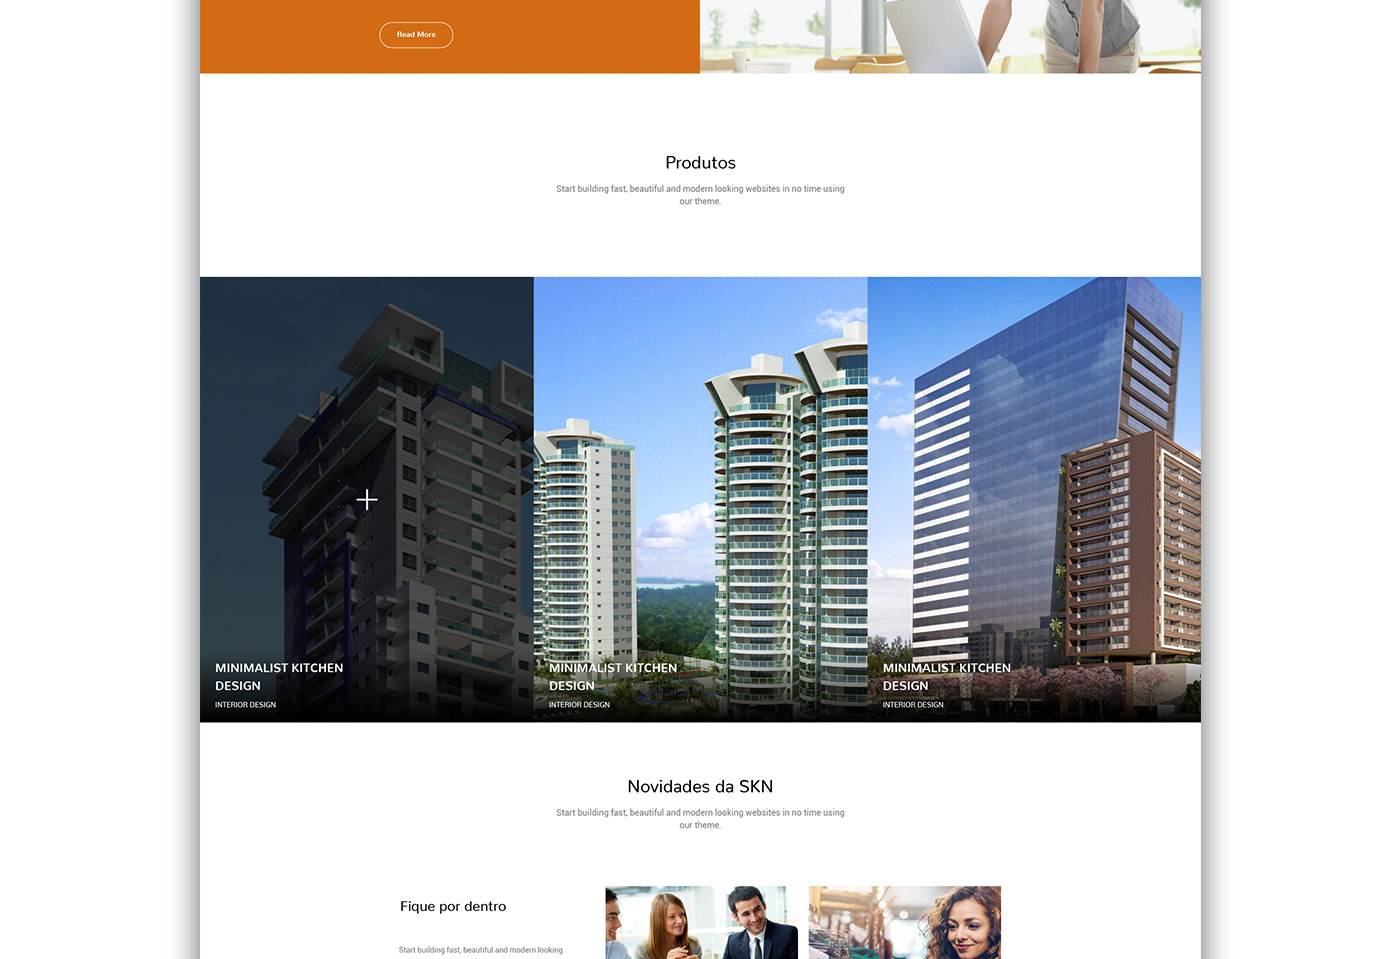 Read More
Produtos
Start building fast, beautiful and modern looking websites in no time using
our theme.
MINIMALIST KITCHEN
DESIGN
INTERIOR DESIGN
MINIMALIST KITCHEN
DESIGN
INTERIOR DESIGN
MINIMALIST KITCHEN
DESIGN
INTERIOR DESIGN
Novidades da SKN
Start building fast, beautiful and modern looking websites in no time using
our theme.
Fique por dentro
Start building fast, beautiful and modern looking